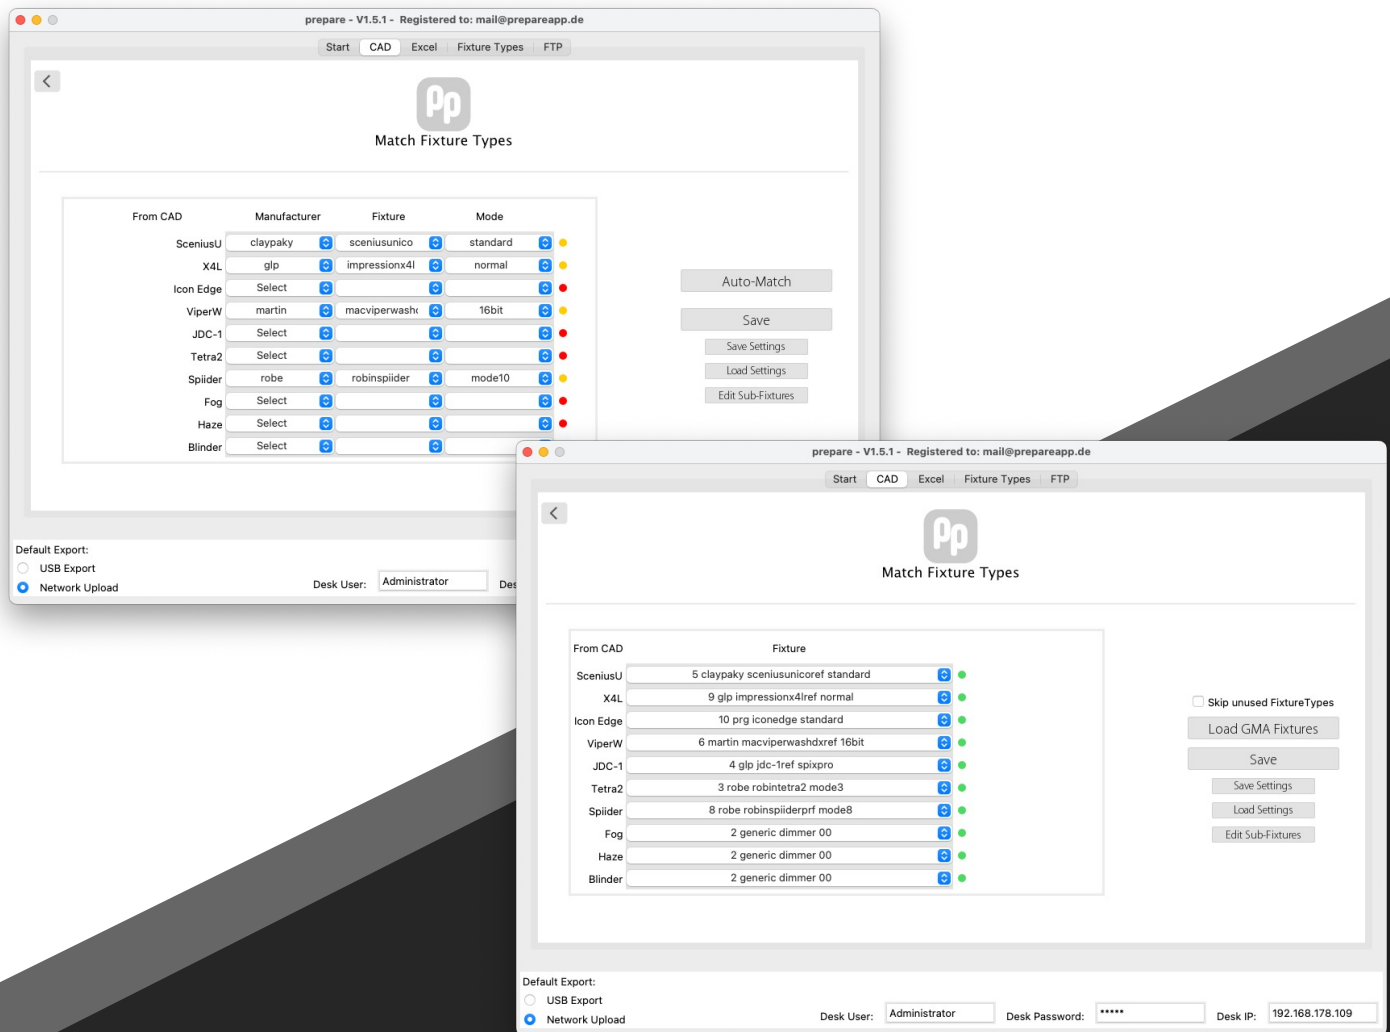 prepare - V1.5.1 - Registered to: mail@prepareapp.de
Start CAD Excel Fixture Types FTP
Pp
Match Fixture Types
From CAD Manufacturer Fixture Mode
SceniusU claypaky sceniusunico standard
X4L glp impressionx4l normal
Icon Edge Select
ViperW martin macviperwash 16bit
JDC-1 Select
Tetra2 Select
Spiider robe robinspiider mode10
Fog Select
Haze Select
Blinder Select
Auto-Match
Save
Save Settings
Load Settings
Edit Sub-Fixtures
Default Export:
USB Export
Network Upload
Desk User: Administrator Des
prepare - V1.5.1 - Registered to: mail@prepareapp.de
Start CAD Excel Fixture Types FTP
Pp
Match Fixture Types
From CAD Fixture
SceniusU 5 claypaky sceniusunicoref standard
X4L 9 glp impressionx4lref normal
Icon Edge 10 prg iconedge standard
ViperW 6 martin macviperwashdxref 16bit
JDC-1 4 glp jdc-1ref spixpro
Tetra2 3 robe robintetra2 mode3
Spiider 8 robe robinspiiderprf mode8
Fog 2 generic dimmer 00
Haze 2 generic dimmer 00
Blinder 2 generic dimmer 00
Skip unused FixtureTypes
Load GMA Fixtures
Save
Save Settings
Load Settings
Edit Sub-Fixtures
Default Export:
USB Export
Network Upload
Desk User: Administrator Desk Password: ••••• Desk IP: 192.168.178.109